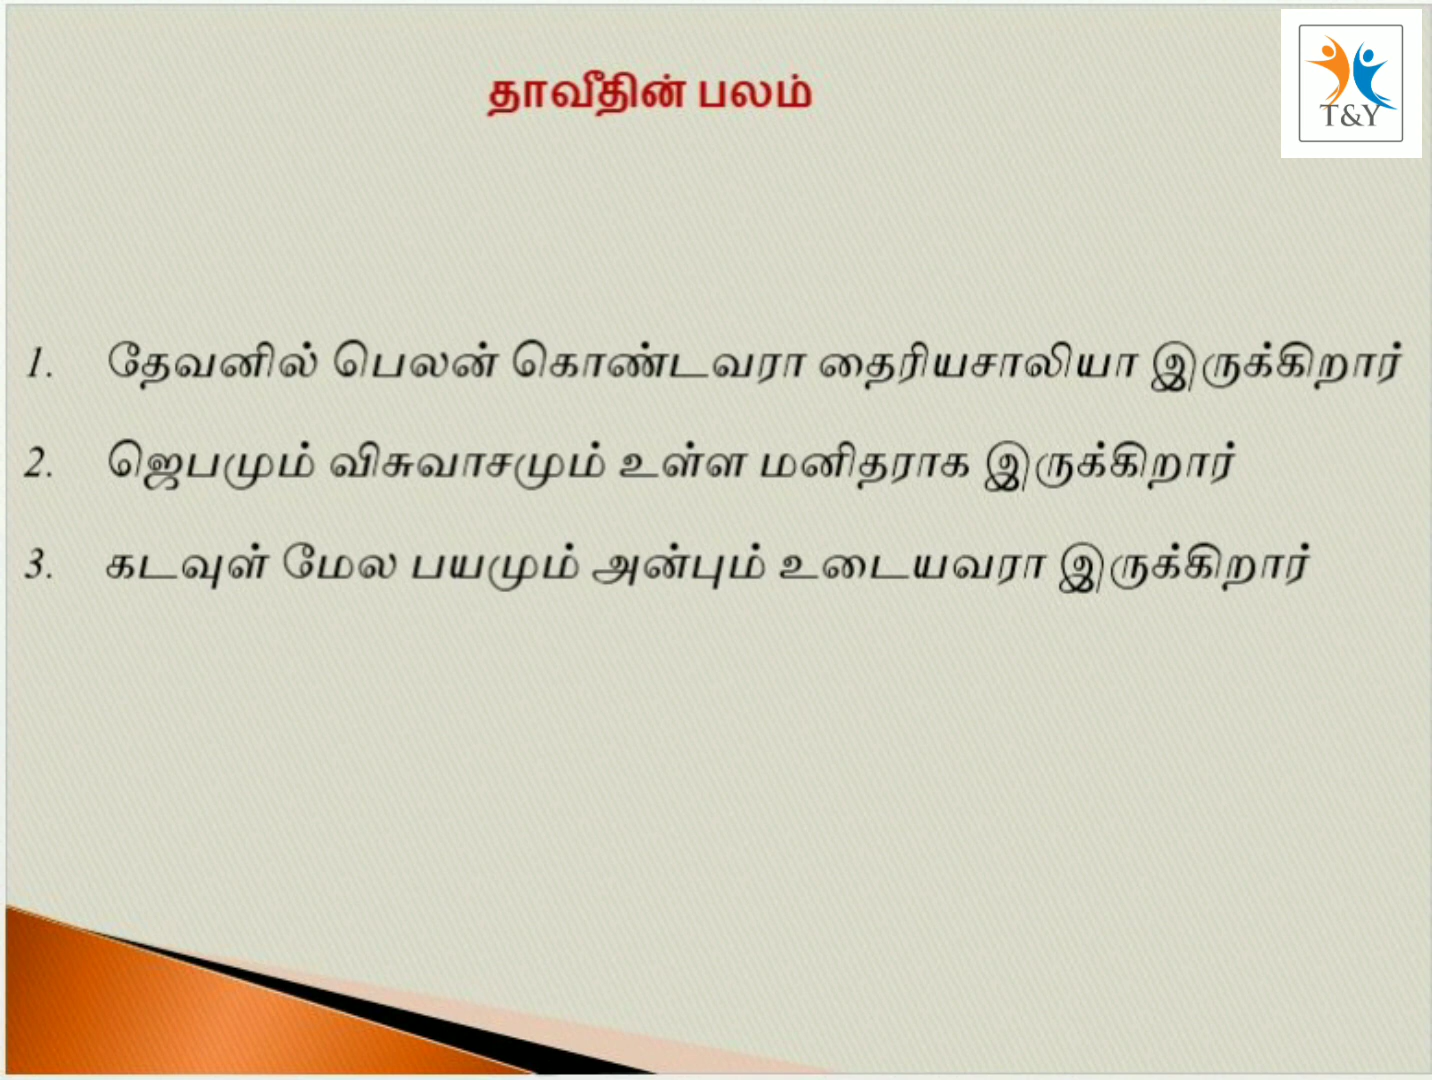 தாவீதின் பலம்
T&Y
1. தேவனில் பெலன் கொண்டவரா தைரியசாலியா இருக்கிறார்
2. ஜெபமும் விசுவாசமும் உள்ள மனிதராக இருக்கிறார்
3. கடவுள் மேல பயமும் அன்பும் உடையவரா இருக்கிறார்